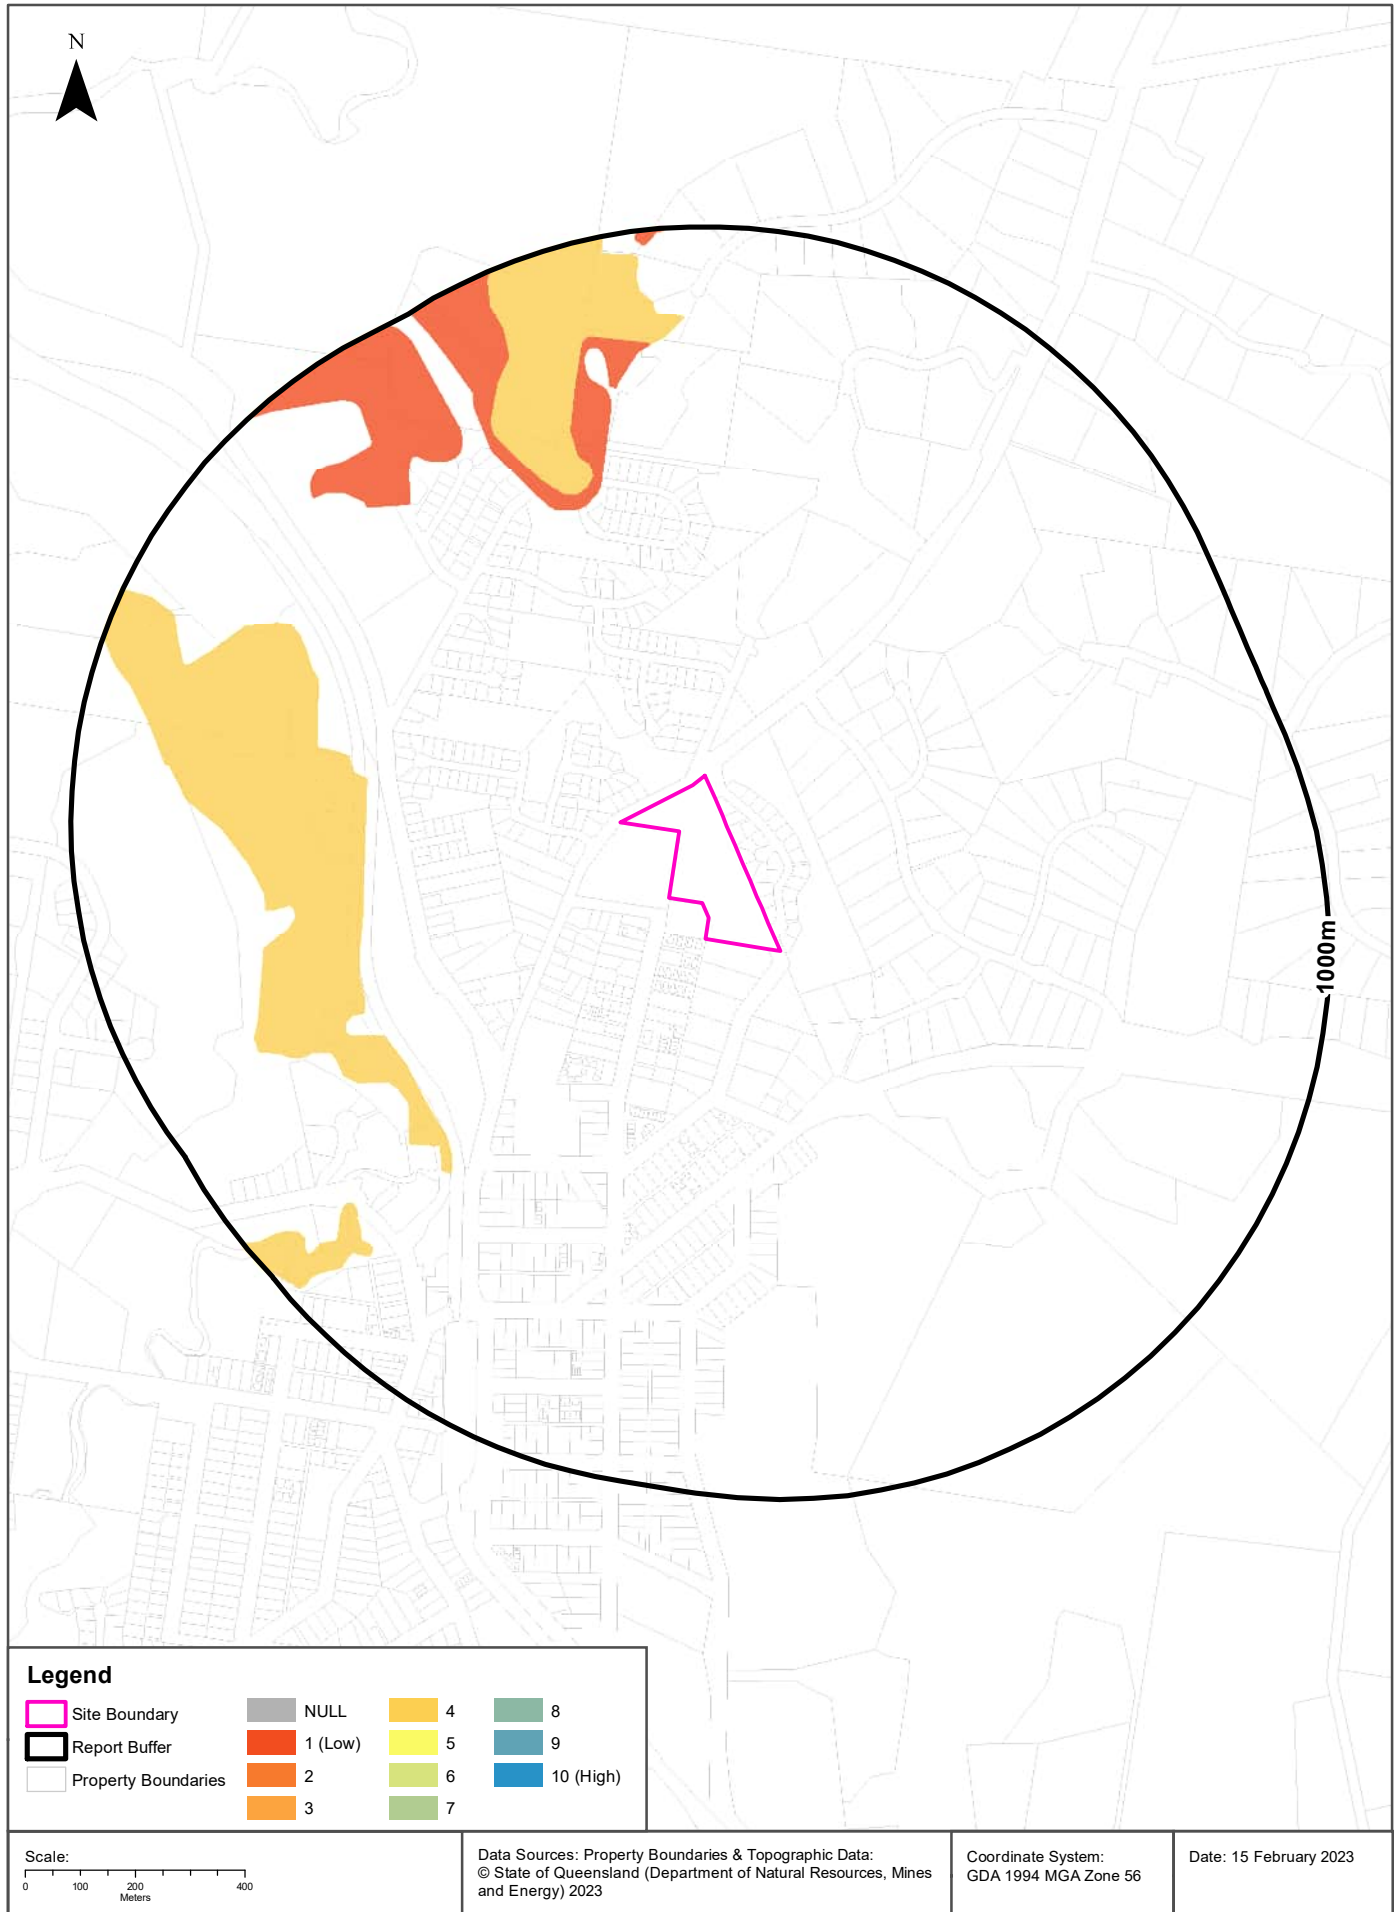 N
1000m
Legend
Site Boundary
Report Buffer
Property Boundaries
NULL
1 (Low)
2
3
4
5
6
7
8
9
10 (High)
Scale:
0 100 200 400
Meters
Data Sources: Property Boundaries & Topographic Data:
© State of Queensland (Department of Natural Resources, Mines
and Energy) 2023
Coordinate System:
GDA 1994 MGA Zone 56
Date: 15 February 2023